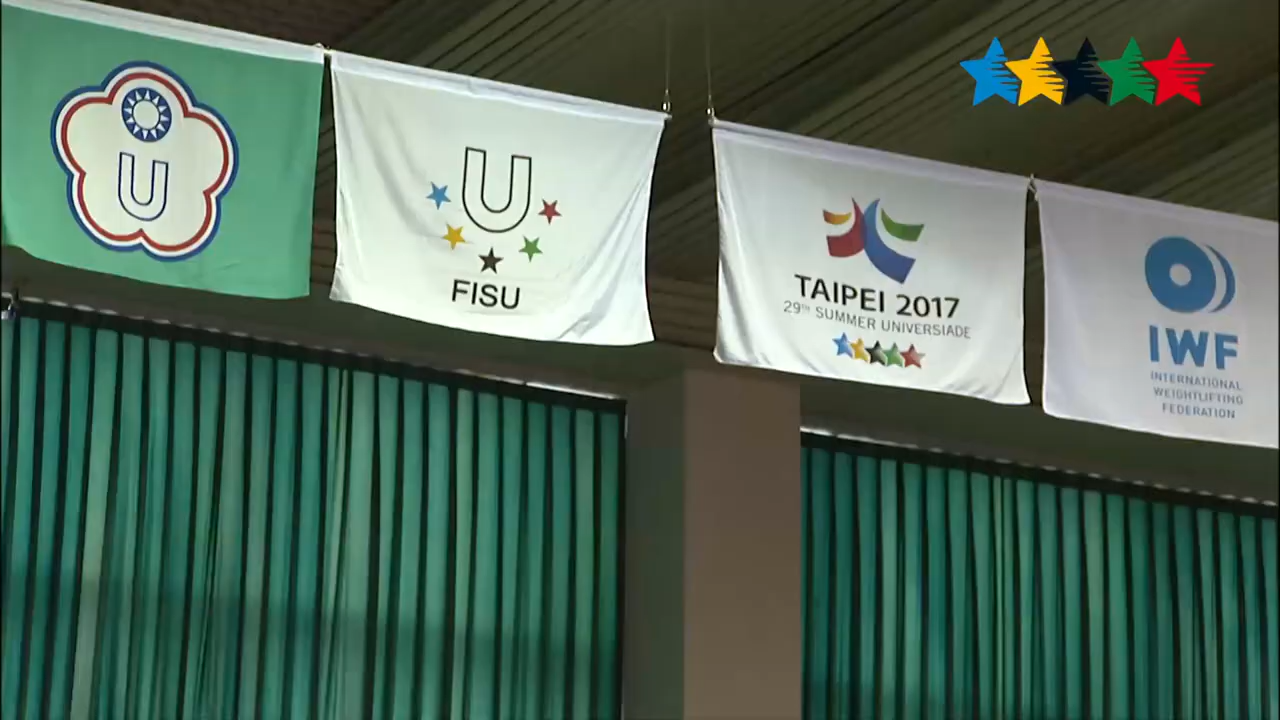 U
U
FISU
TAIPEI 2017
29TH SUMMER UNIVERSIADE
IWF
INTERNATIONAL
WEIGHTLIFTING
FEDERATION